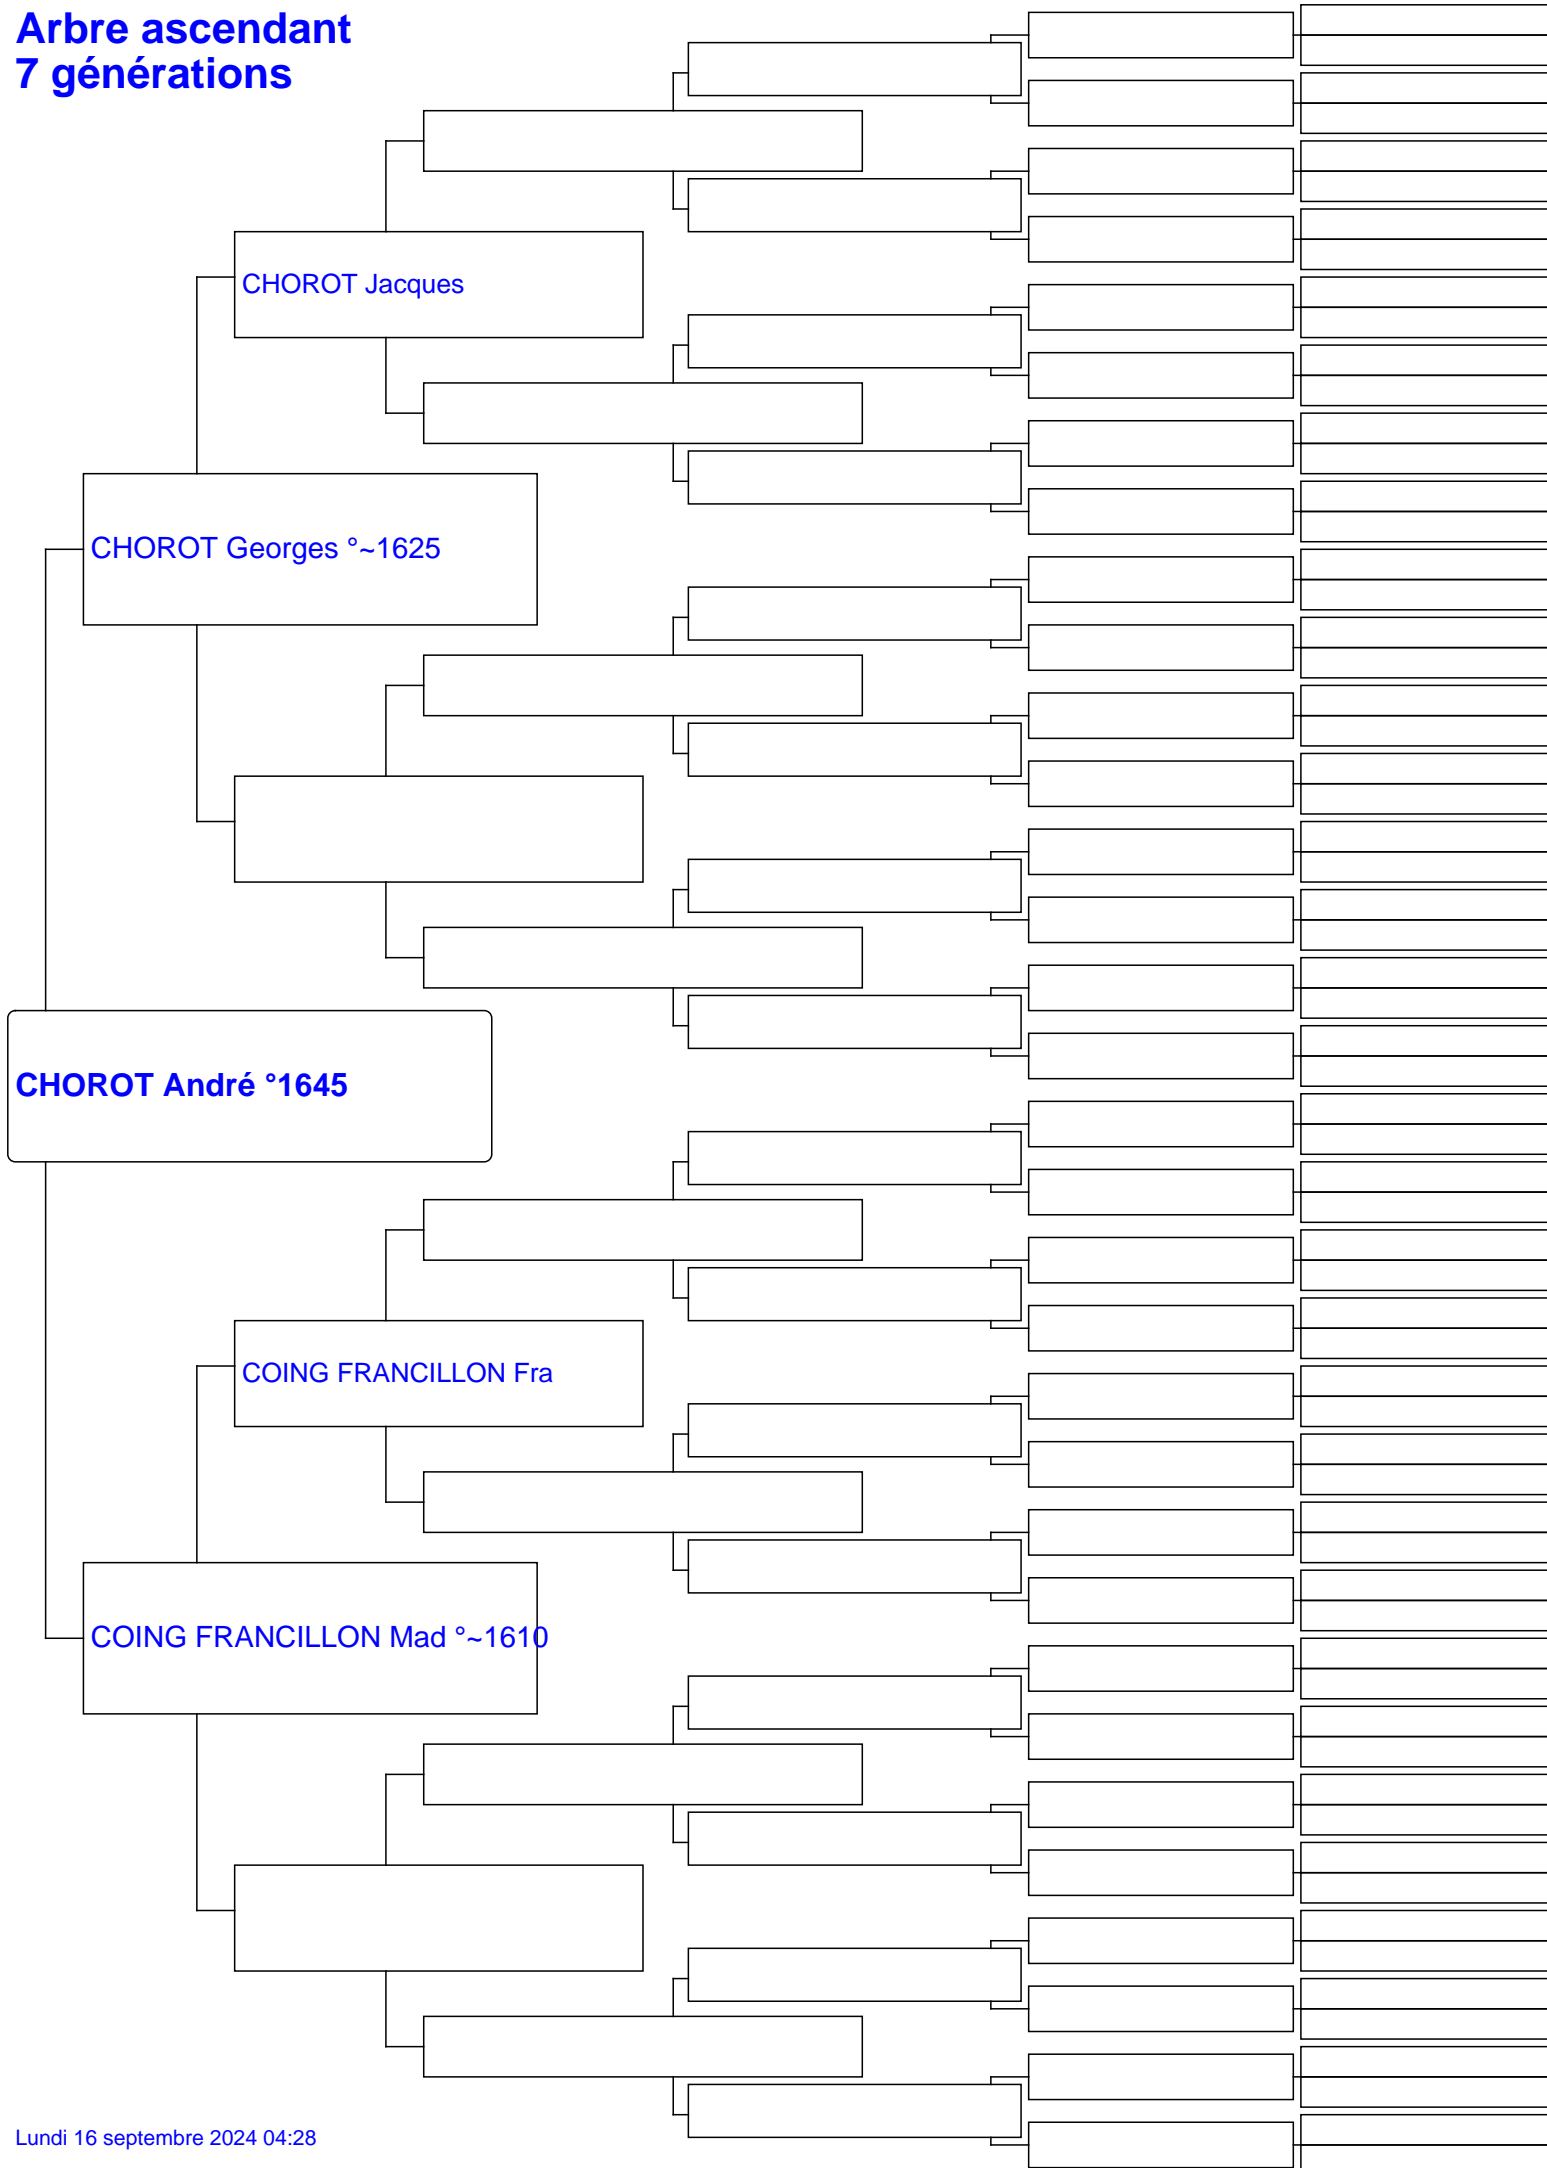 Arbre ascendant
7 générations
CHOROT Jacques
CHOROT Georges °~1625
CHOROT André °1645
COING FRANCILLON Fra
COING FRANCILLON Mad °~1610
Lundi 16 septembre 2024 04:28